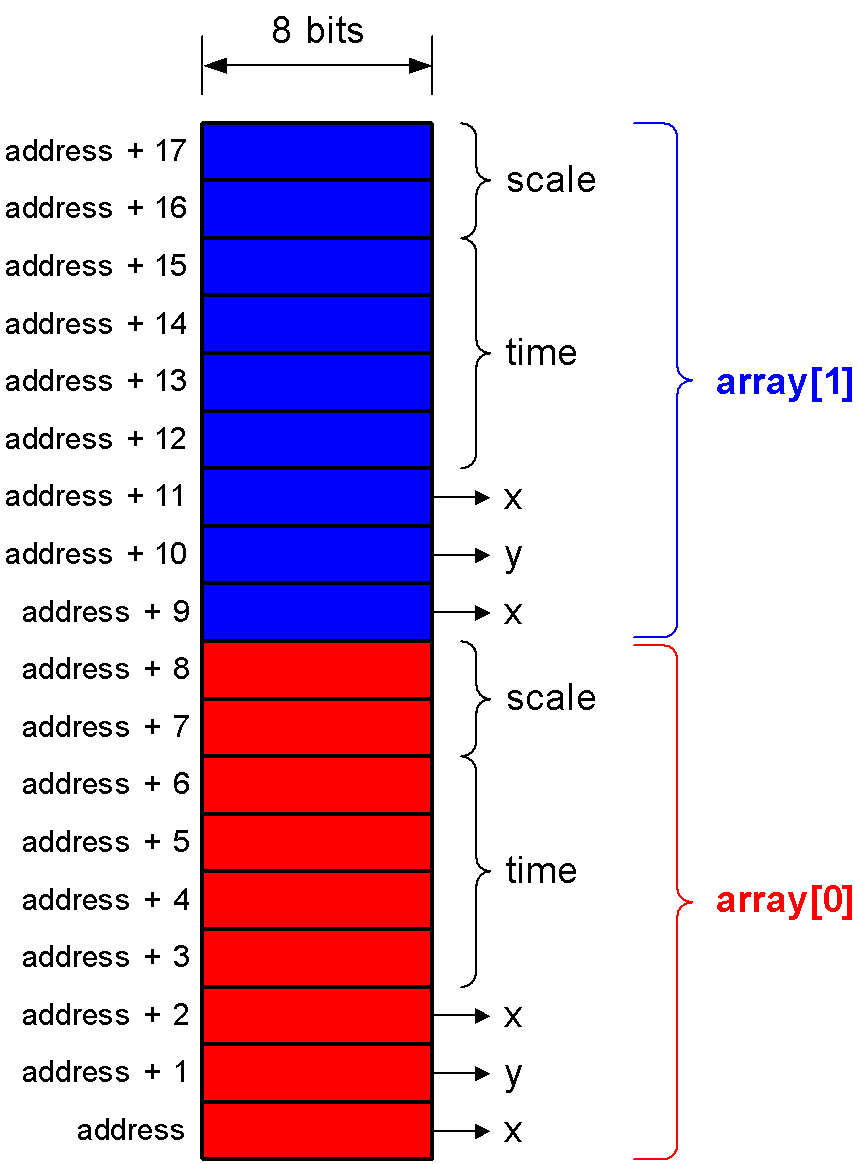 8 bits
address + 17
address + 16
scale
address + 15
address + 14
time
address + 13
array[1]
address + 12
address + 11
x
address + 10
y
address + 9
x
address + 8
scale
address + 7
address + 6
address + 5
time
address + 4
array[0]
address + 3
address + 2
x
address + 1
y
address
x